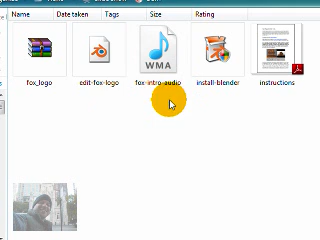 Name Date taken Tags Size Rating
WMA
fox_logo edit-fox-logo fox-intro-audio install-blender instructions